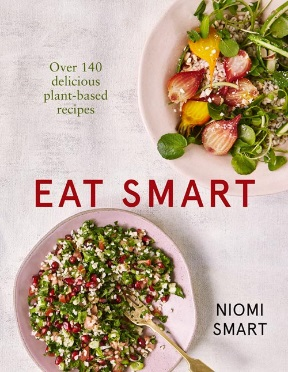 Over 140
delicious
plant-based
recipes
EAT SMART
NIOMI
SMART